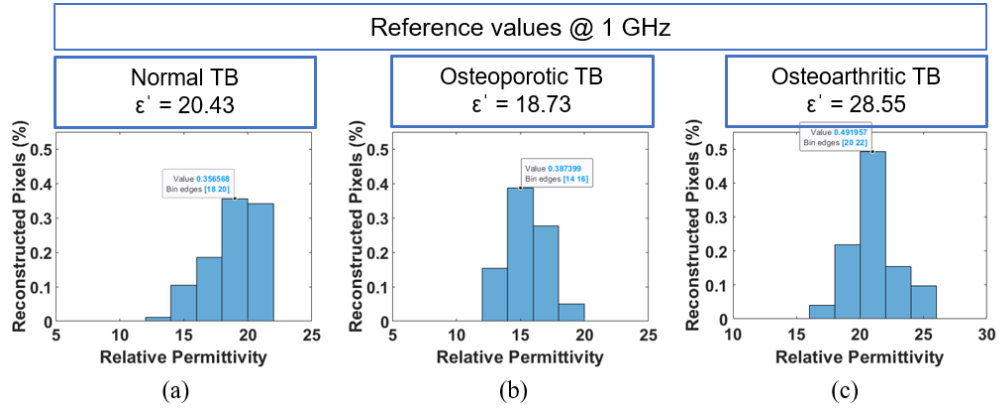 Reference values @ 1 GHz
Normal TB
εˈ = 20.43
Osteoporotic TB
εˈ = 18.73
Osteoarthritic TB
εˈ = 28.55
Reconstructed Pixels (%)
0.5
0.4
0.3
0.2
0.1
0
Value 0.356568
Bin edges [18 20]
5
10
15
20
25
Relative Permittivity
(a)
Reconstructed Pixels (%)
0.5
0.4
0.3
0.2
0.1
0
Value 0.387399
Bin edges [14 16]
5
10
15
20
25
Relative Permittivity
(b)
Reconstructed Pixels (%)
0.5
0.4
0.3
0.2
0.1
0
Value 0.491957
Bin edges [20 22]
10
15
20
25
30
Relative Permittivity
(c)